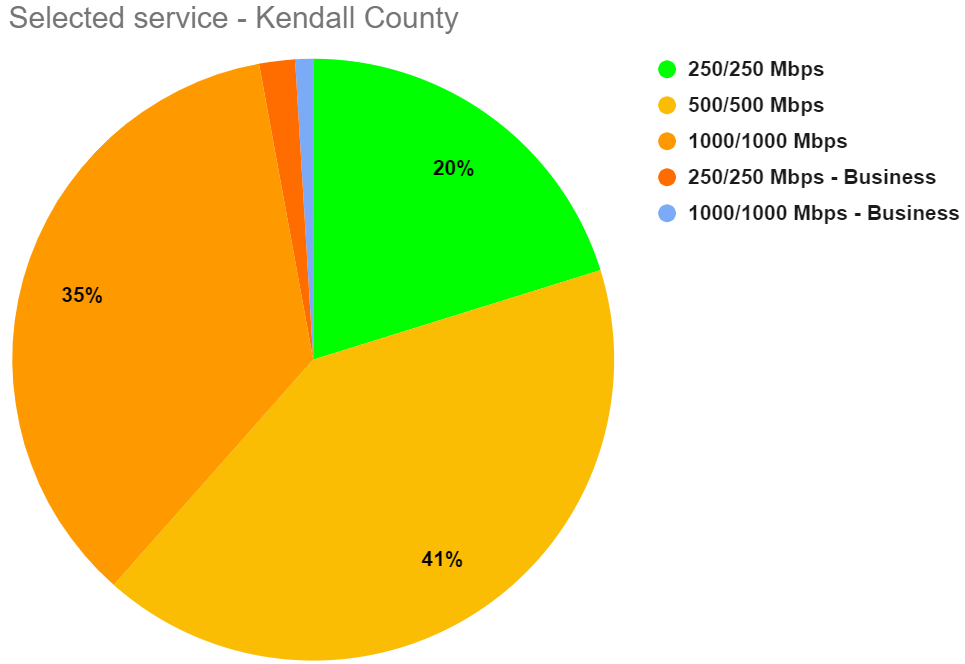 Selected service - Kendall County
250/250 Mbps
500/500 Mbps
1000/1000 Mbps
250/250 Mbps - Business
1000/1000 Mbps - Business
20%
35%
41%